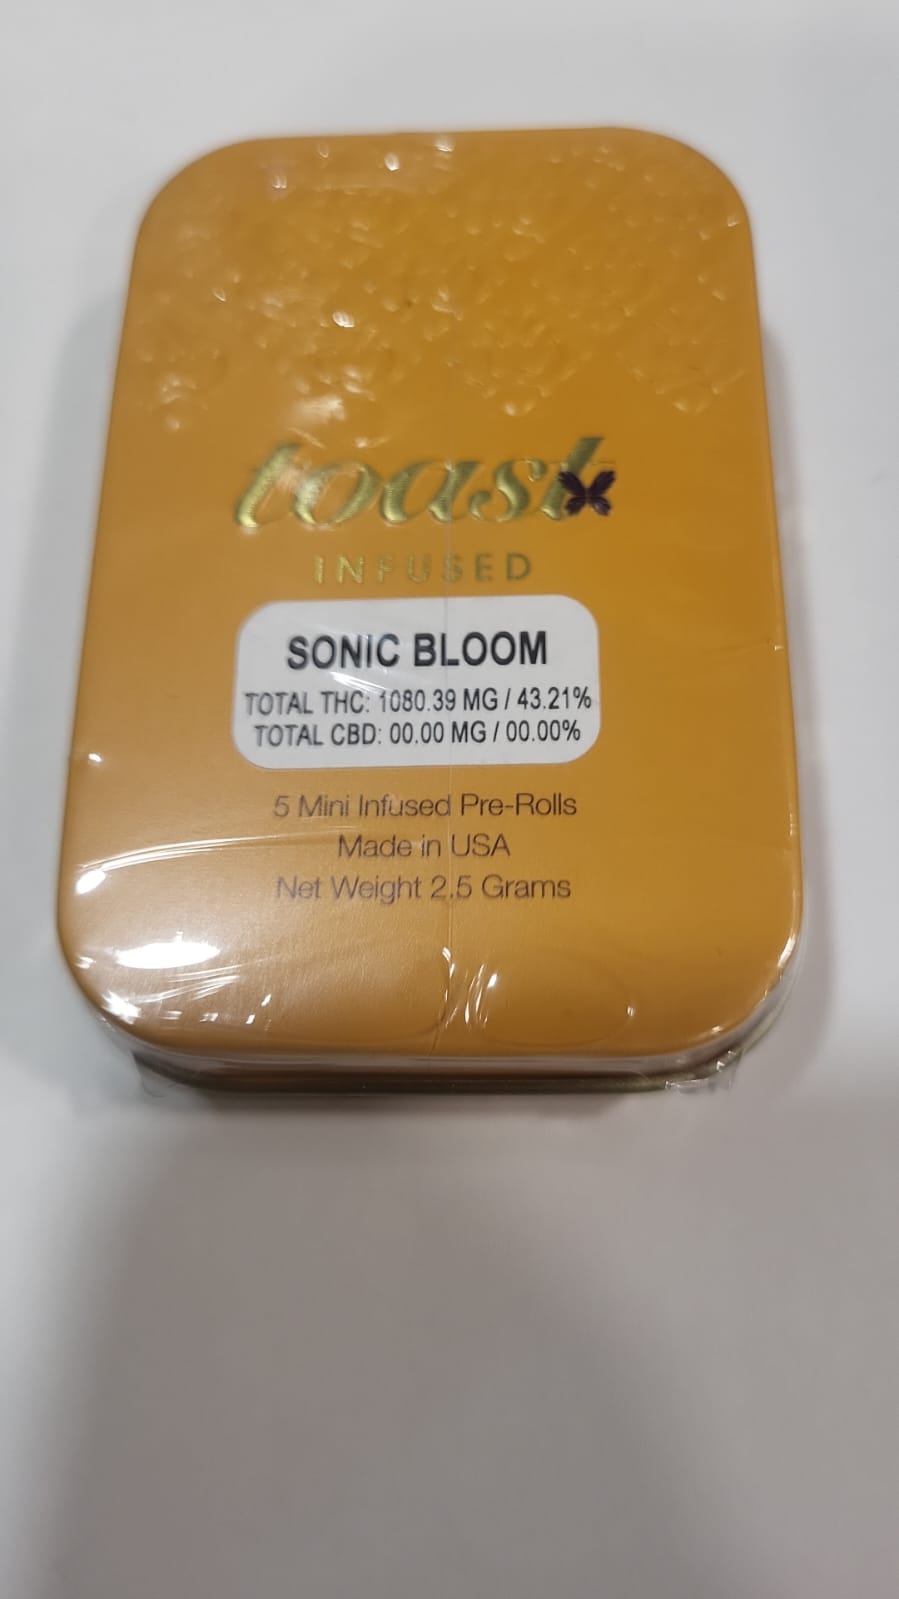 toast
INFUSED
SONIC BLOOM
TOTAL THC: 1080.39 MG / 43.21%
TOTAL CBD: 00.00 MG / 00.00%
5 Mini Infused Pre-Rolls
Made in USA
Net Weight 2.5 Grams